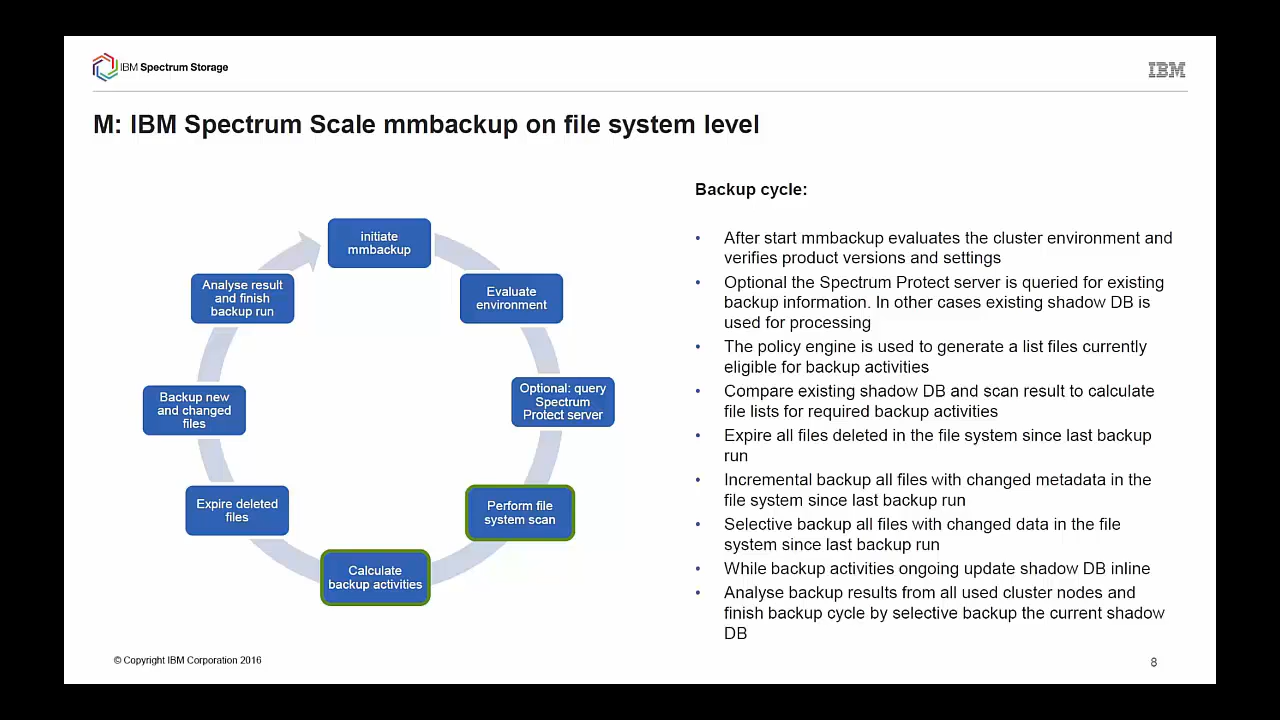 IBM Spectrum Storage
IBM
M: IBM Spectrum Scale mmbackup on file system level
initiate
mmbackup
Evaluate
environment
Optional: query
Spectrum
Protect server
Perform file
system scan
Calculate
backup activities
Expire deleted
files
Backup new
and changed
files
Analyse result
and finish
backup run
Backup cycle:
• After start mmbackup evaluates the cluster environment and
verifies product versions and settings
• Optional the Spectrum Protect server is queried for existing
backup information. In other cases existing shadow DB is
used for processing
• The policy engine is used to generate a list files currently
eligible for backup activities
• Compare existing shadow DB and scan result to calculate
file lists for required backup activities
• Expire all files deleted in the file system since last backup
run
• Incremental backup all files with changed metadata in the
file system since last backup run
• Selective backup all files with changed data in the file
system since last backup run
• While backup activities ongoing update shadow DB inline
• Analyse backup results from all used cluster nodes and
finish backup cycle by selective backup the current shadow
DB
© Copyright IBM Corporation 2016
8